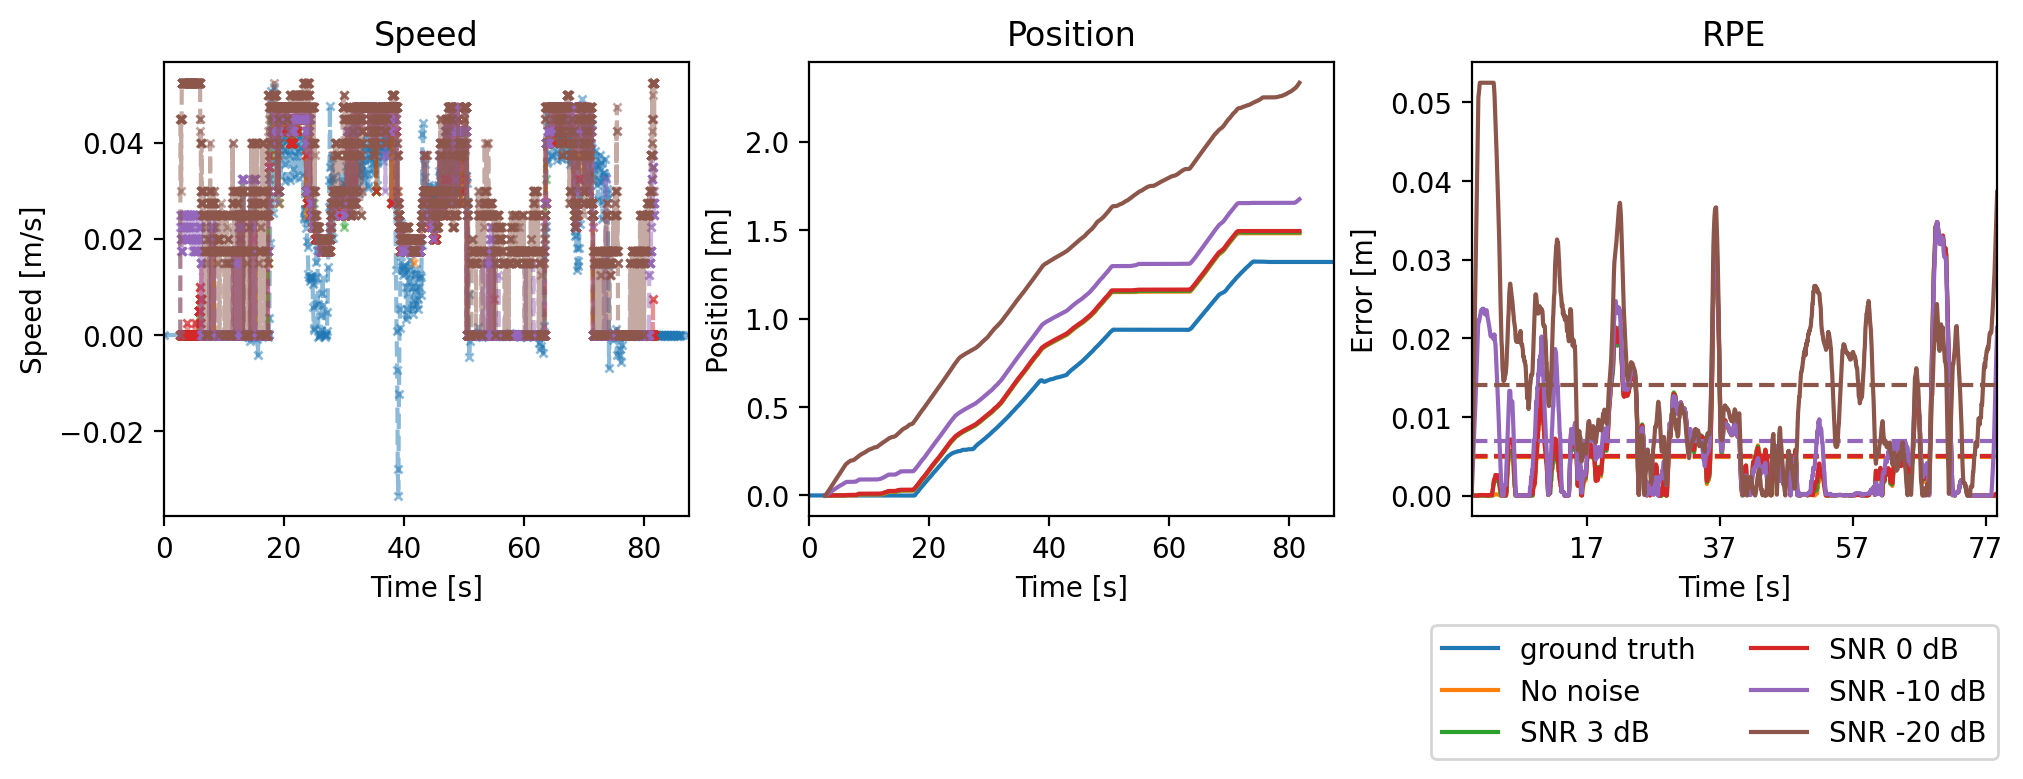 Speed
Position
RPE
Speed [m/s]
0.04
0.02
0.00
−0.02
0
20
40
60
80
Time [s]
Position [m]
2.0
1.5
1.0
0.5
0.0
0
20
40
60
80
Time [s]
Error [m]
0.05
0.04
0.03
0.02
0.01
0.00
17
37
57
77
Time [s]
ground truth
No noise
SNR 3 dB
SNR 0 dB
SNR -10 dB
SNR -20 dB